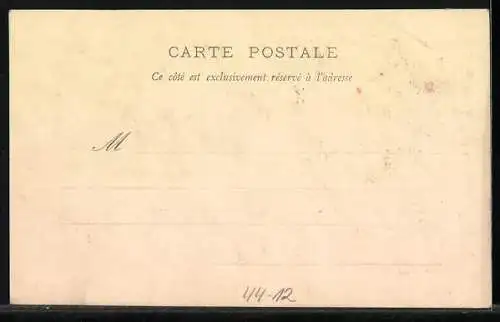 CARTE POSTALE
Ce côté est exclusivement réservé à l'adresse
M
44-12